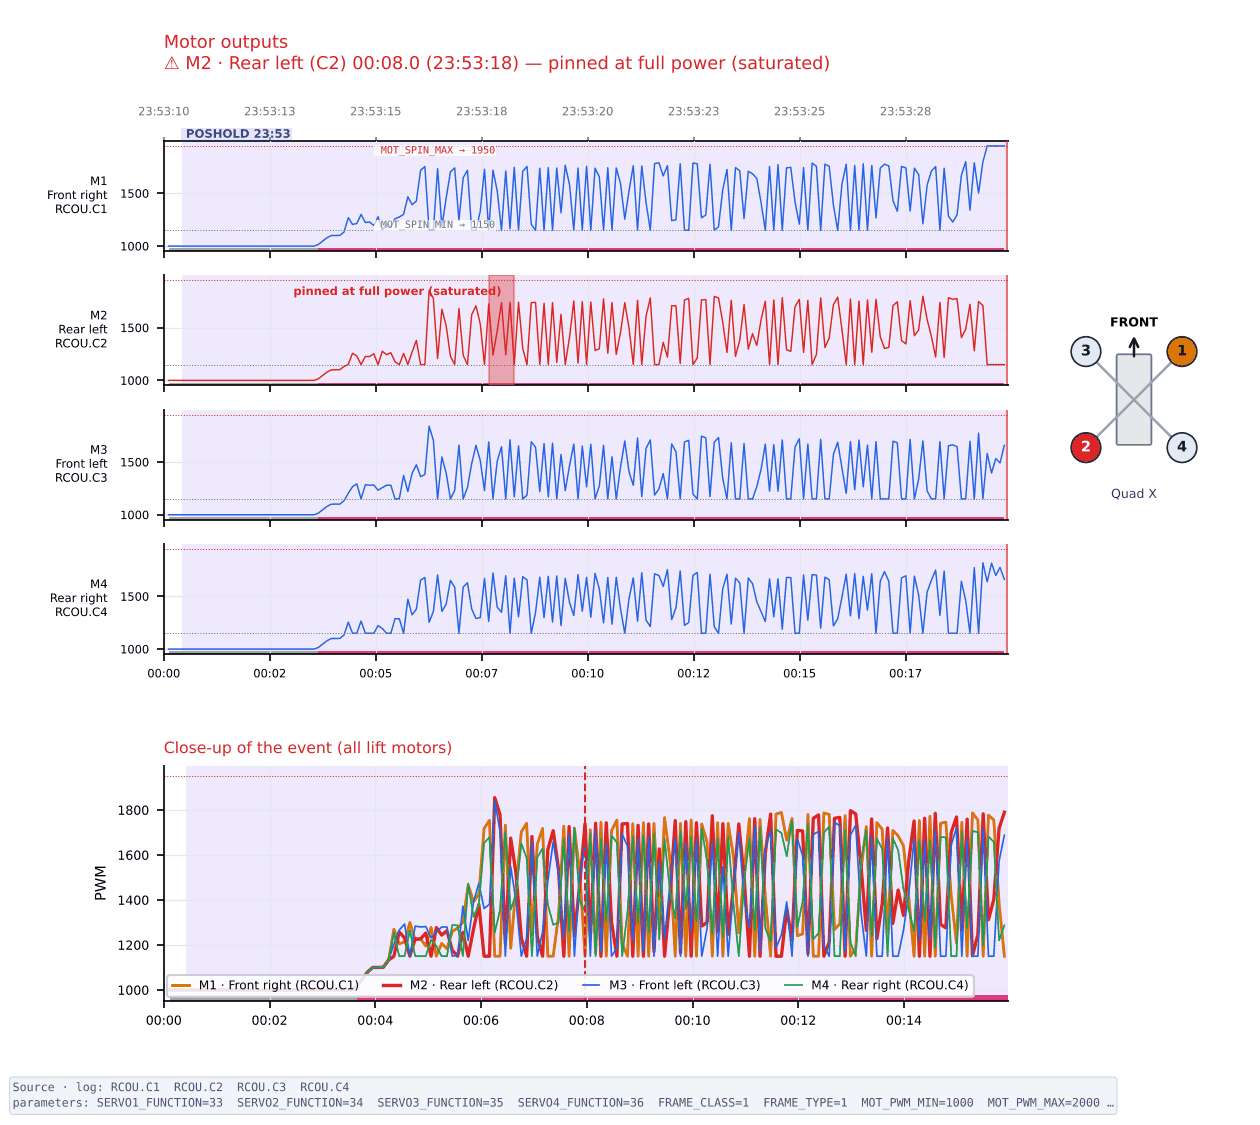 Motor outputs
⚠ M2 · Rear left (C2) 00:08.0 (23:53:18) — pinned at full power (saturated)
23:53:10 23:53:13 23:53:15 23:53:18 23:53:20 23:53:23 23:53:25 23:53:28
POSHOLD 23:53
MOT_SPIN_MAX → 1950
M1
Front right
RCOU.C1
1500
MOT_SPIN_MIN → 1150
1000
pinned at full power (saturated)
M2
Rear left
RCOU.C2
1500
1000
M3
Front left
RCOU.C3
1500
1000
M4
Rear right
RCOU.C4
1500
1000
00:00 00:02 00:05 00:07 00:10 00:12 00:15 00:17
FRONT
3 1
2 4
Quad X
Close-up of the event (all lift motors)
PWM
1800
1600
1400
1200
1000
M1 · Front right (RCOU.C1) M2 · Rear left (RCOU.C2) M3 · Front left (RCOU.C3) M4 · Rear right (RCOU.C4)
00:00 00:02 00:04 00:06 00:08 00:10 00:12 00:14
Source · log: RCOU.C1 RCOU.C2 RCOU.C3 RCOU.C4
parameters: SERVO1_FUNCTION=33 SERVO2_FUNCTION=34 SERVO3_FUNCTION=35 SERVO4_FUNCTION=36 FRAME_CLASS=1 FRAME_TYPE=1 MOT_PWM_MIN=1000 MOT_PWM_MAX=2000 …